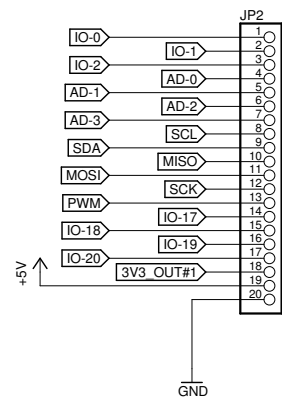 JP2
IO-0 1
IO-1 2
IO-2 3
AD-0 4
AD-1 5
AD-2 6
AD-3 7
SCL 8
SDA 9
MISO 10
MOSI 11
SCK 12
PWM 13
IO-17 14
IO-18 15
IO-19 16
IO-20 17
3V3_OUT#1 18
+5V 19
20
GND